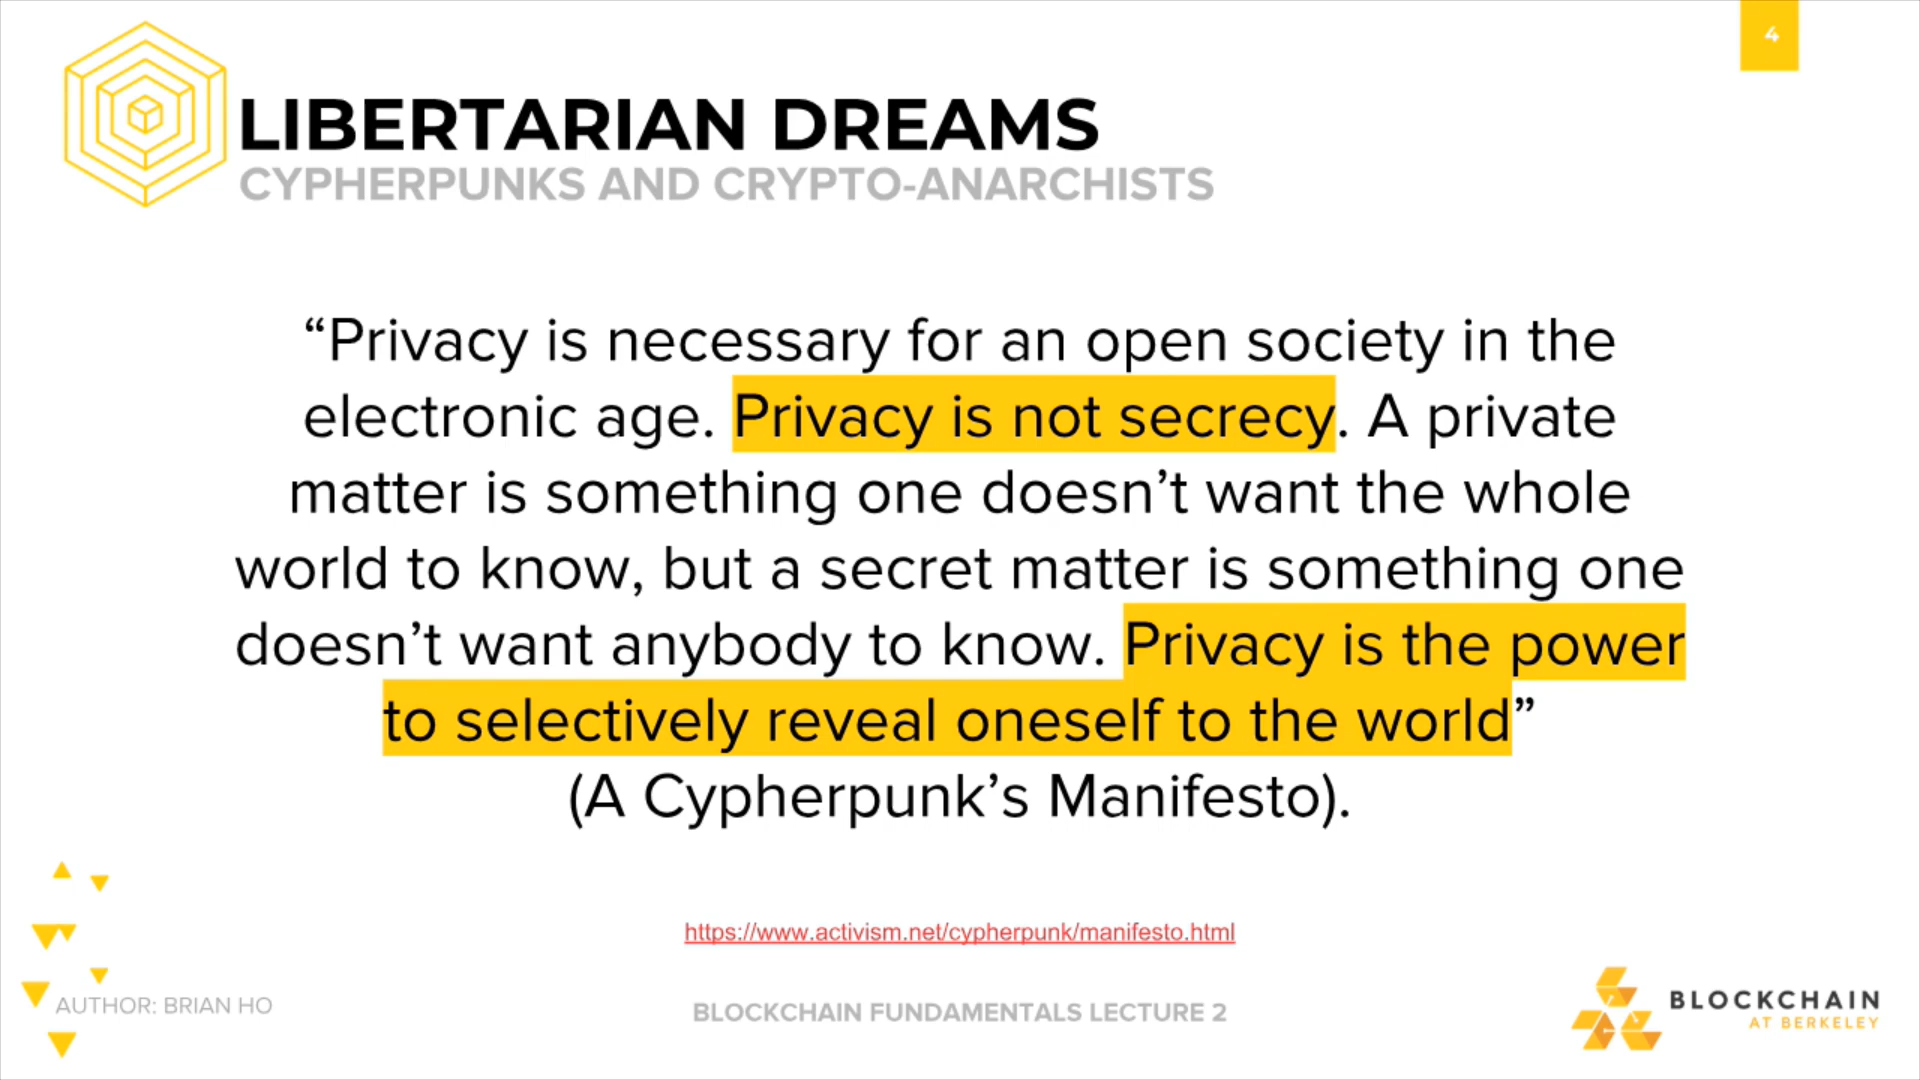 4
LIBERTARIAN DREAMS
CYPHERPUNKS AND CRYPTO-ANARCHISTS
“Privacy is necessary for an open society in the
electronic age. Privacy is not secrecy. A private
matter is something one doesn’t want the whole
world to know, but a secret matter is something one
doesn’t want anybody to know. Privacy is the power
to selectively reveal oneself to the world”
(A Cypherpunk’s Manifesto).
https://www.activism.net/cypherpunk/manifesto.html
AUTHOR: BRIAN HO
BLOCKCHAIN FUNDAMENTALS LECTURE 2
BLOCKCHAIN
AT BERKELEY